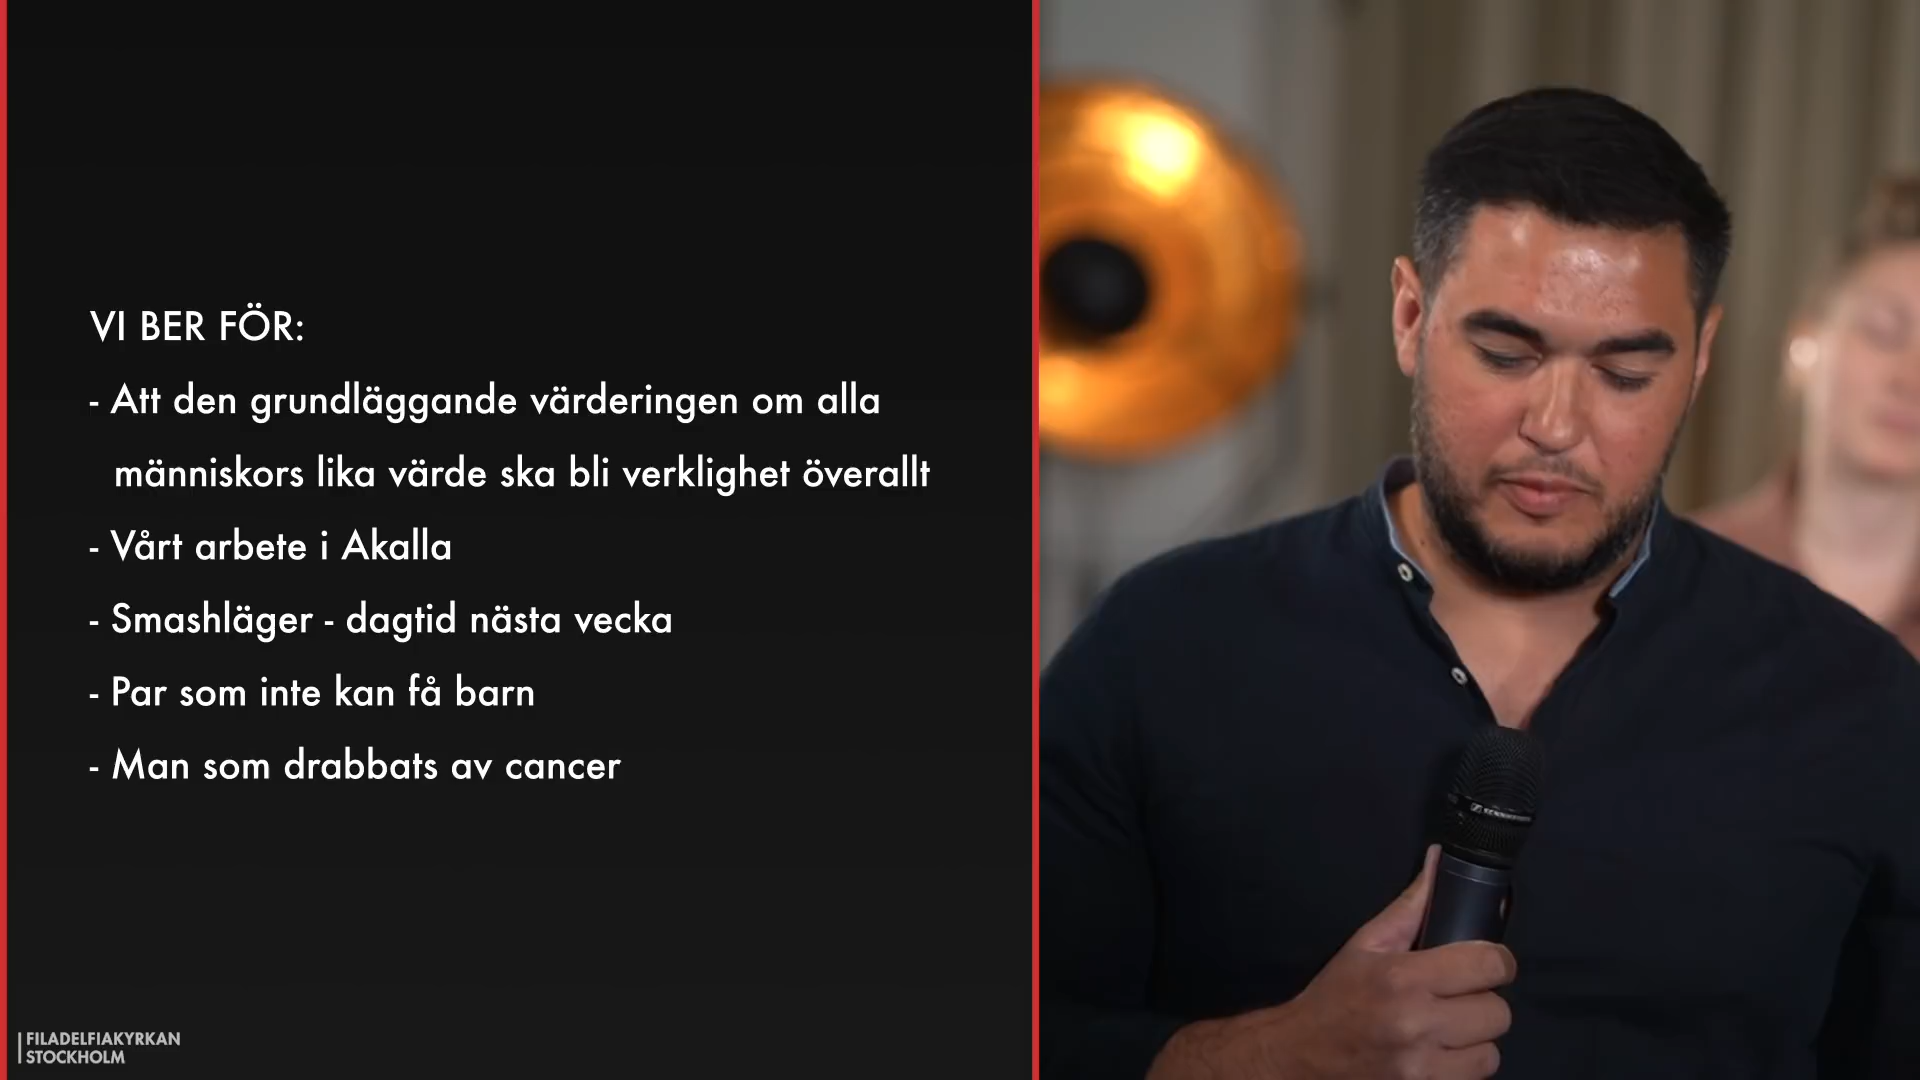 VI BER FÖR:
- Att den grundläggande värderingen om alla
människors lika värde ska bli verklighet överallt
- Vårt arbete i Akalla
- Smashläger - dagtid nästa vecka
- Par som inte kan få barn
- Man som drabbats av cancer
FILADELFIAKYRKAN
STOCKHOLM